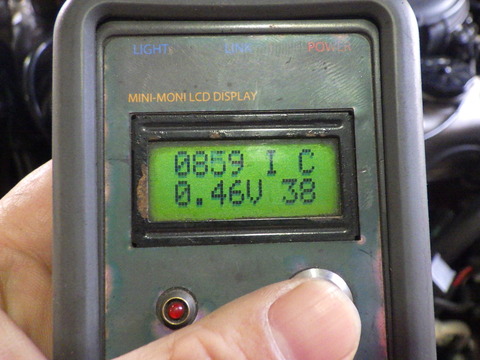 LIGHT LINK POWER
MINI-MONI LCD DISPLAY
0859 I C
0.46V 38